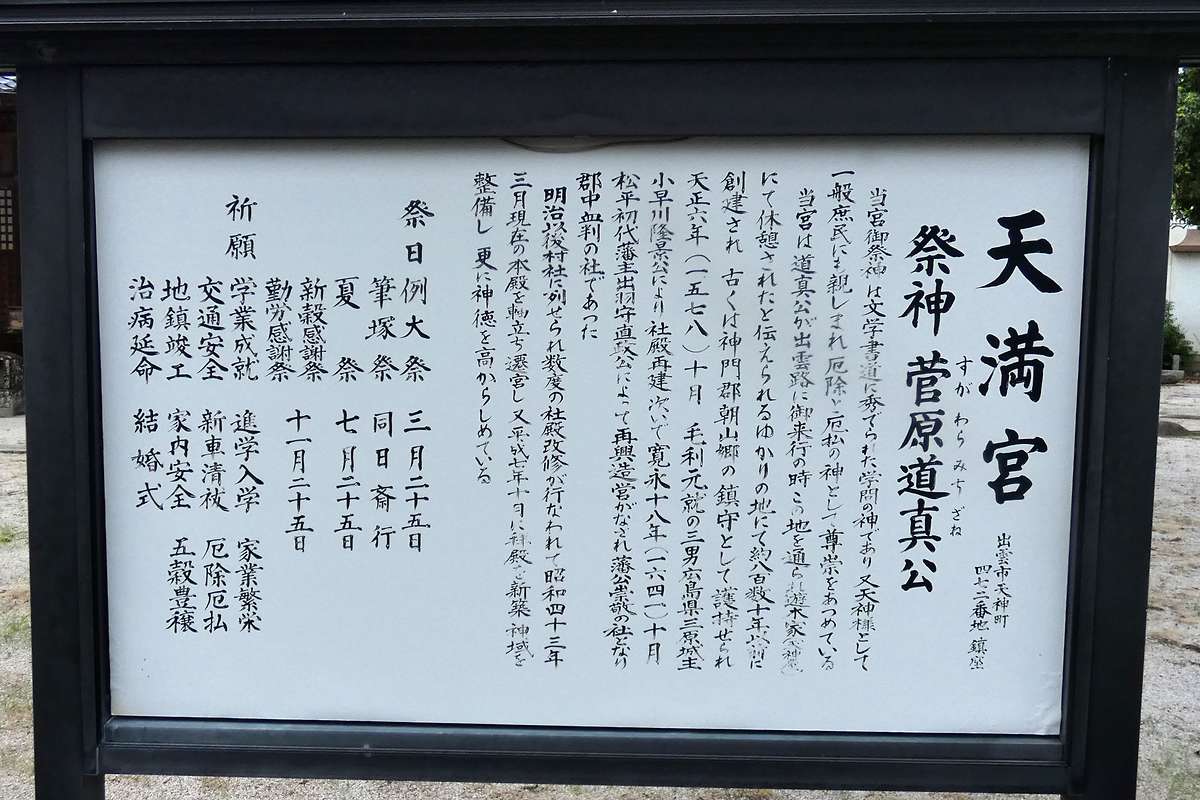 天満宮
出雲市天神町
四七二番地 鎮座
祭神 菅原道真公
すがわらみちざね
当宮御祭神は文学書道に秀でられた学問の神であり 又天神様として
一般庶民にも親しまれ 厄除と厄払の神として尊崇をあつめている
当宮は道真公が出雲路に御来行の時 この地を通られ遊木家
にて休憩されたと伝えられるゆかりの地にて約八百数十年以前に
創建され 古くは神門郡朝山郷の鎮守として護持せられ
天正六年(一五七八)十月 毛利元就の三男広島県三原城主
小早川隆景公により 社殿再建 次いで寛永十八年(一六四一)十月
松平初代藩主出羽守直政公によって再興造営がなされ藩公崇敬の社となり
郡中血判の社であった
明治以後村社に列せられ数度の社殿改修が行なわれて昭和四十三年
三月現在の本殿を軸立ち遷宮し 又平成七年十月に拝殿を新築 神域を
整備し 更に神徳を高からしめている
祭日 例大祭 三月二十五日
筆塚祭 同日斎行
夏祭 七月二十五日
新穀感謝祭
勤労感謝祭 十一月二十五日
祈願 学業成就 進学入学 家業繁栄
交通安全 新車清祓 厄除厄払
地鎮竣工 家内安全 五穀豊穣
治病延命 結婚式